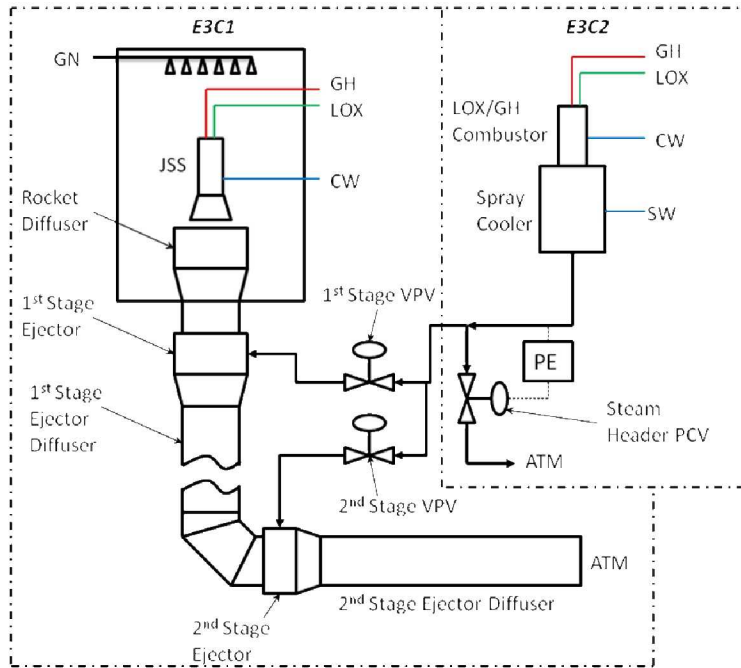 E3C1
E3C2
GN
GH
LOX
JSS
CW
Rocket
Diffuser
1st Stage
Ejector
1st Stage
Ejector
Diffuser
1st Stage VPV
2nd Stage
VPV
2nd Stage
Ejector
2nd Stage Ejector Diffuser
ATM
GH
LOX
LOX/GH
Combustor
CW
Spray
Cooler
SW
PE
Steam
Header PCV
ATM